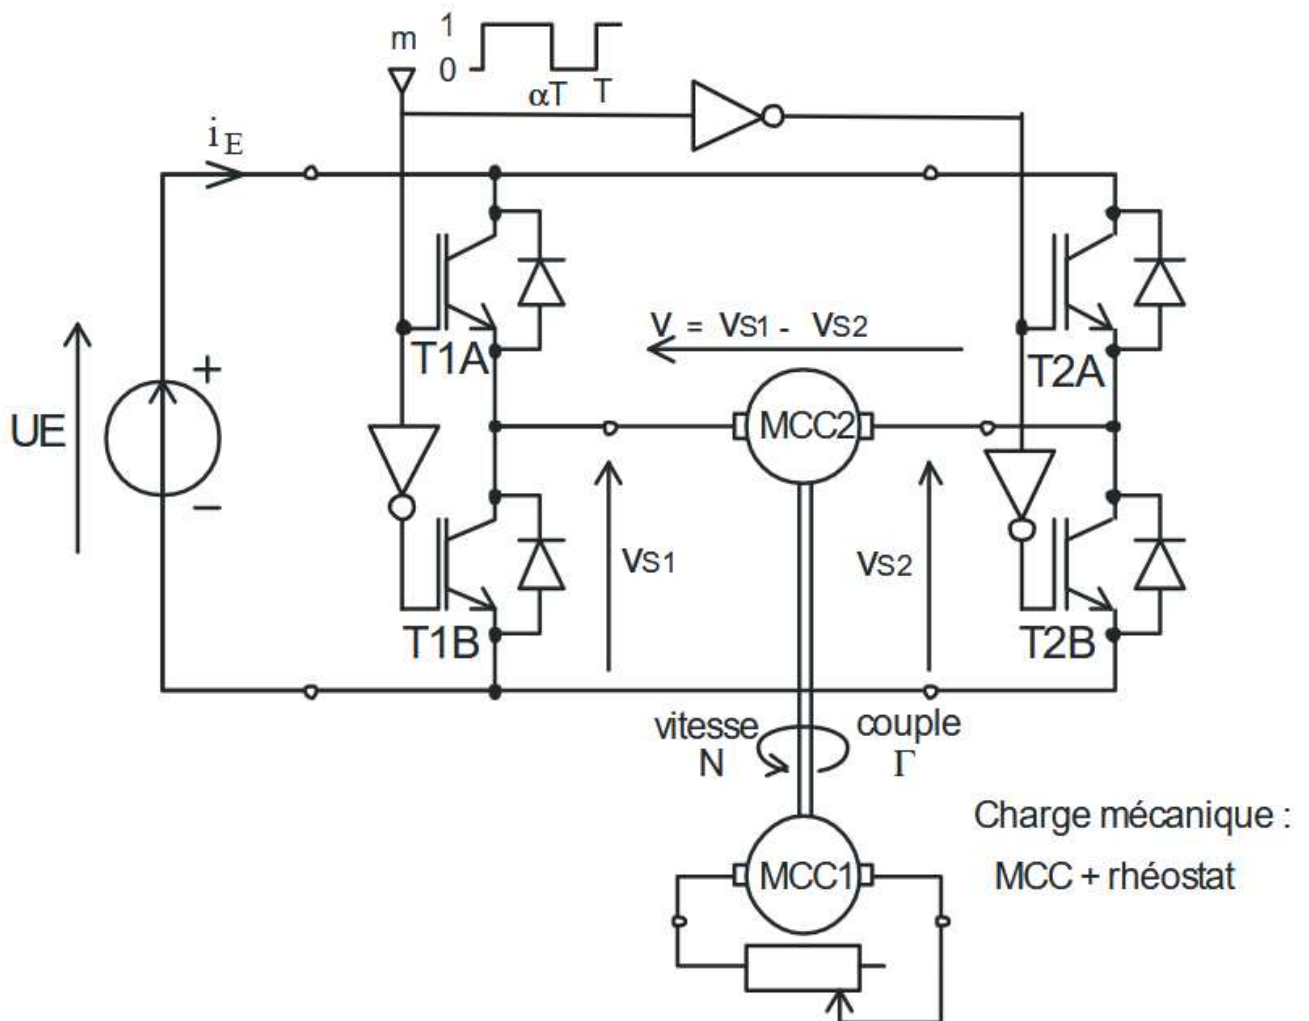 1
m
0
αT T
iE
T1A
V = VS1 - VS2
T2A
+
UE
MCC2
−
VS1
VS2
T1B
T2B
vitesse
N
couple
Γ
Charge mécanique :
MCC1
MCC + rhéostat